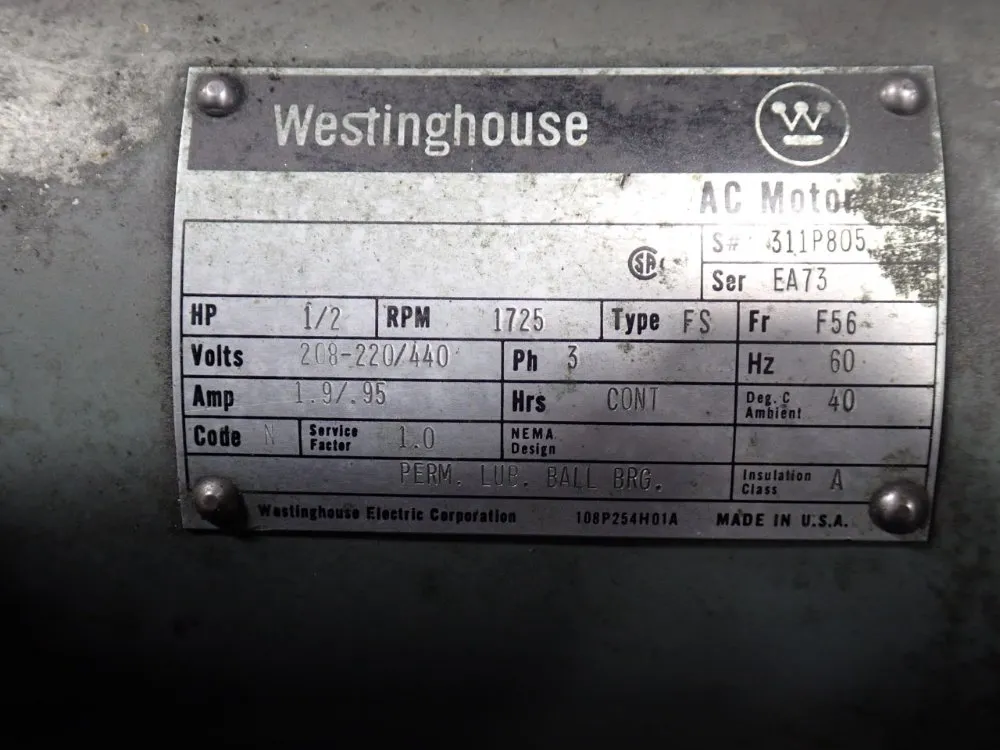 Westinghouse
W
AC Motor
SA
S# 311P805
Ser EA73
HP 1/2 RPM 1725 Type FS Fr F56
Volts 208-220/440 Ph 3 Hz 60
Amp 1.9/.95 Hrs CONT Deg. C Ambient 40
Code N Service Factor 1.0 NEMA Design
PERM. LUB. BALL BRG. Insulation Class A
Westinghouse Electric Corporation 108P254H01A MADE IN U.S.A.